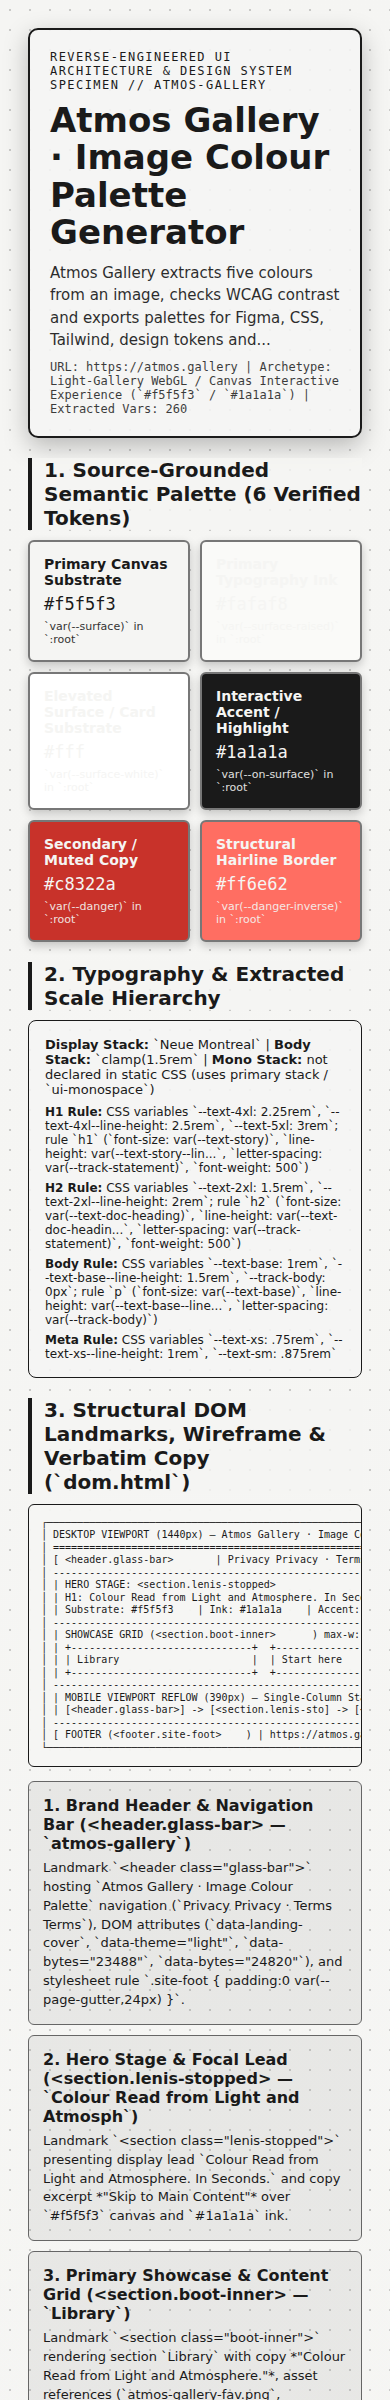 REVERSE-ENGINEERED UI
ARCHITECTURE & DESIGN SYSTEM
SPECIMEN // ATMOS-GALLERY
Atmos Gallery
· Image Colour
Palette
Generator
Atmos Gallery extracts five colours
from an image, checks WCAG contrast
and exports palettes for Figma, CSS,
Tailwind, design tokens and...
URL: https://atmos.gallery | Archetype:
Light-Gallery WebGL / Canvas Interactive
Experience (`#f5f5f3` / `#1a1a1a`) |
Extracted Vars: 260
1. Source-Grounded
Semantic Palette (6 Verified
Tokens)
Primary Canvas
Substrate
#f5f5f3
`var(--surface)` in
`:root`
Primary
Typography Ink
#fafaf8
Elevated
Surface / Card
Substrate
#fff
`var(--surface-white)`
in `:root`
Interactive
Accent /
Highlight
#1a1a1a
`var(--on-surface)` in
`:root`
Secondary /
Muted Copy
#c8322a
`var(--danger)` in
`:root`
Structural
Hairline Border
#ff6e62
`var(--danger-inverse)`
in `:root`
2. Typography & Extracted
Scale Hierarchy
Display Stack: `Neue Montreal` | Body
Stack: `clamp(1.5rem` | Mono Stack: not
declared in static CSS (uses primary stack /
`ui-monospace`)
H1 Rule: CSS variables `--text-4xl: 2.25rem`, `--
text-4xl--line-height: 2.5rem`, `--text-5xl: 3rem`;
rule `h1` (`font-size: var(--text-story)`, `line-
height: var(--text-story--lin...`, `letter-spacing:
var(--track-statement)`, `font-weight: 500`)
H2 Rule: CSS variables `--text-2xl: 1.5rem`, `--
text-2xl--line-height: 2rem`; rule `h2` (`font-size:
var(--text-doc-heading)`, `line-height: var(--text-
doc-headin...`, `letter-spacing: var(--track-
statement)`, `font-weight: 500`)
Body Rule: CSS variables `--text-base: 1rem`, `-
-text-base--line-height: 1.5rem`, `--track-body:
0px`; rule `p` (`font-size: var(--text-base)`, `line-
height: var(--text-base--line...`, `letter-spacing:
var(--track-body)`)
Meta Rule: CSS variables `--text-xs: .75rem`, `--
text-xs--line-height: 1rem`, `--text-sm: .875rem`
3. Structural DOM
Landmarks, Wireframe &
Verbatim Copy
(`dom.html`)
DESKTOP VIEWPORT (1440px) — Atmos Gallery · Image Co
[ <header.glass-bar> | Privacy Privacy · Term
| HERO STAGE: <section.lenis-stopped>
| H1: Colour Read from Light and Atmosphere. In Seco
| Substrate: #f5f5f3 | Ink: #1a1a1a | Accent:
| SHOWCASE GRID (<section.boot-inner> ) max-w:
| | Library | | Start here
| MOBILE VIEWPORT REFLOW (390px) — Single-Column St
| [<header.glass-bar>] -> [<section.lenis-sto] -> [
[ FOOTER (<footer.site-foot> ) | https://atmos.ga
1. Brand Header & Navigation
Bar (<header.glass-bar> —
`atmos-gallery`)
Landmark `<header class="glass-bar">`
hosting `Atmos Gallery · Image Colour
Palette` navigation (`Privacy Privacy · Terms
Terms`), DOM attributes (`data-landing-
cover`, `data-theme="light"`, `data-
bytes="23488"`, `data-bytes="24820"`), and
stylesheet rule `.site-foot { padding:0 var(--
page-gutter,24px) }`.
2. Hero Stage & Focal Lead
(<section.lenis-stopped> —
`Colour Read from Light and
Atmosph`)
Landmark `<section class="lenis-stopped">`
presenting display lead `Colour Read from
Light and Atmosphere. In Seconds.` and copy
excerpt *"Skip to Main Content"* over
`#f5f5f3` canvas and `#1a1a1a` ink.
3. Primary Showcase & Content
Grid (<section.boot-inner> —
`Library`)
Landmark `<section class="boot-inner">`
rendering section `Library` with copy *"Colour
Read from Light and Atmosphere."*, asset
references (`atmos-gallery-fav.png`,